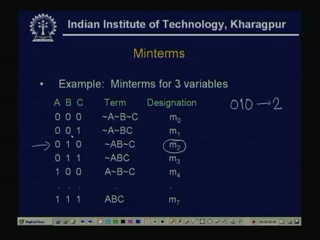 Indian Institute of Technology, Kharagpur
Minterms
• Example: Minterms for 3 variables
A B C Term Designation
0 0 0 ~A~B~C m0
0 0 1 ~A~BC m1
0 1 0 ~AB~C m2
0 1 1 ~ABC m3
1 0 0 A~B~C m4
. . . . .
1 1 1 ABC m7
010 → 2